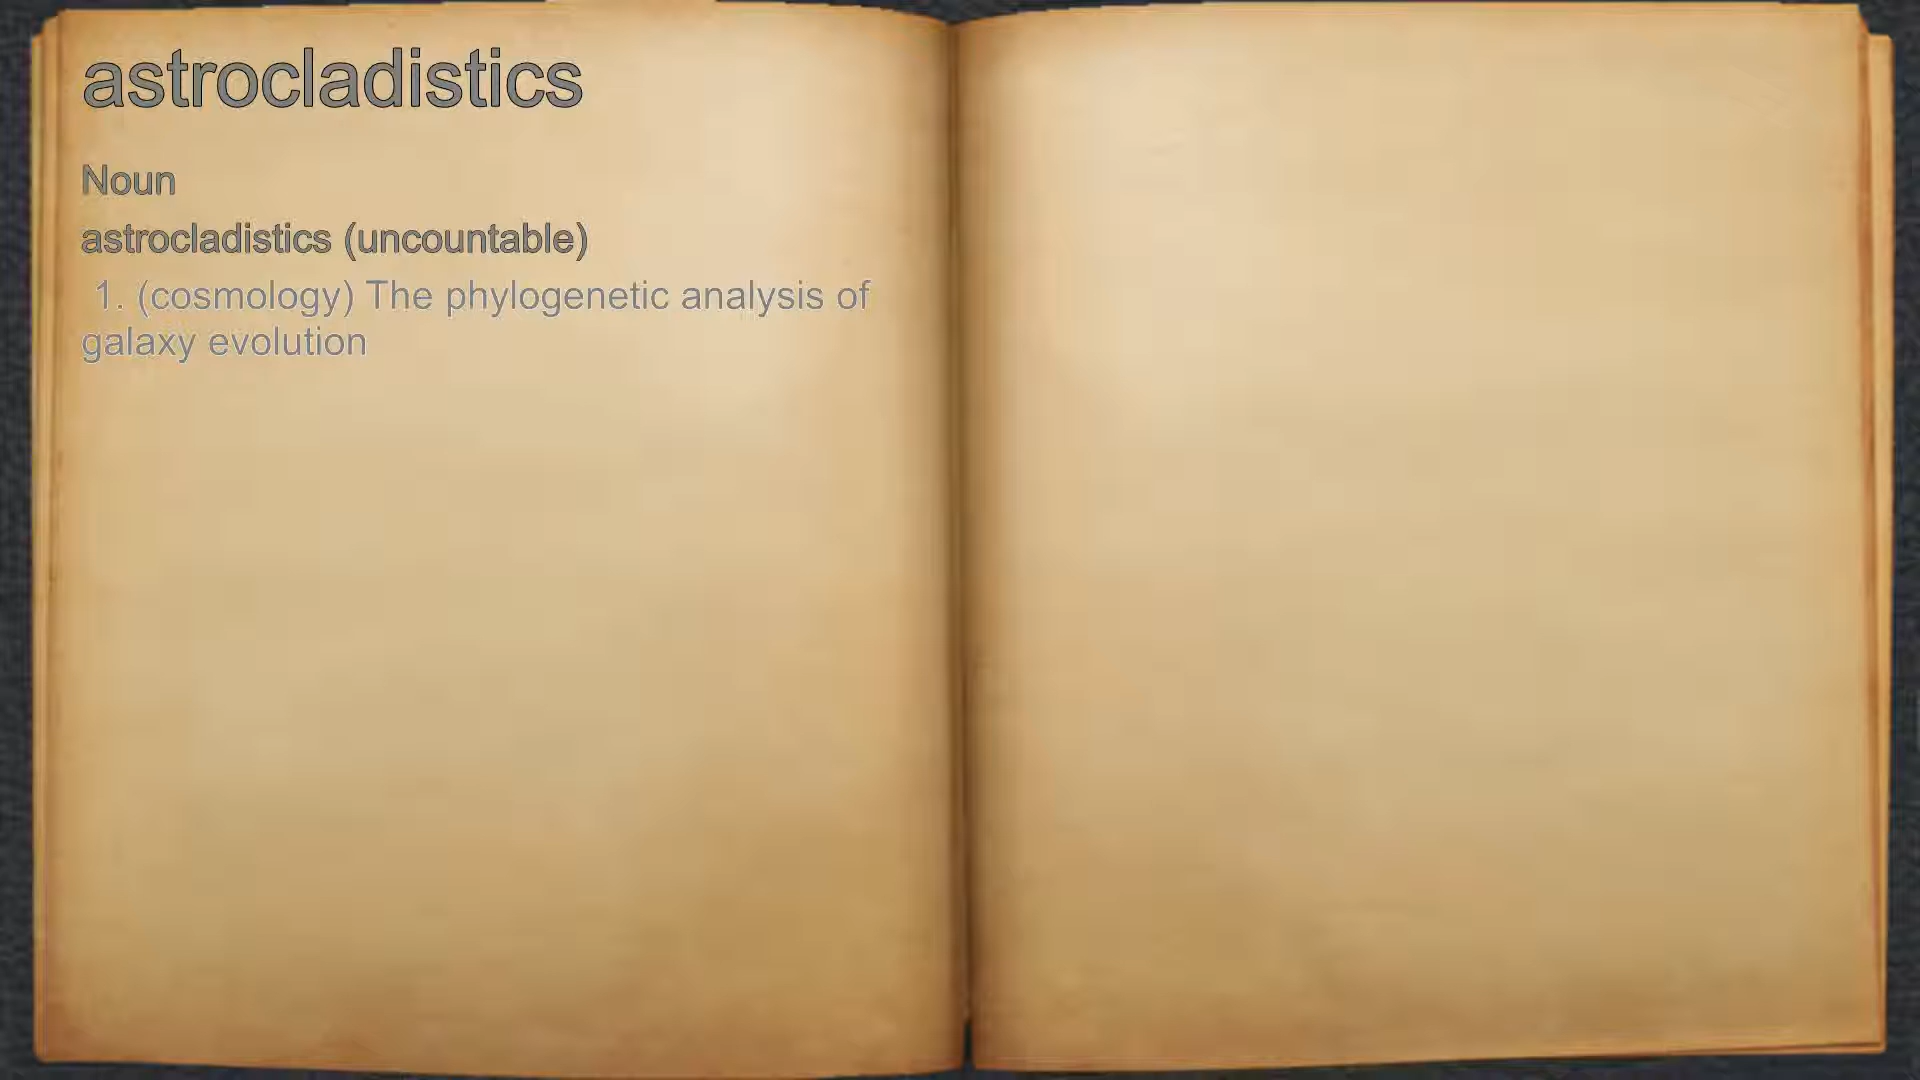 astrocladistics
Noun
astrocladistics (uncountable)
1. (cosmology) The phylogenetic analysis of
galaxy evolution